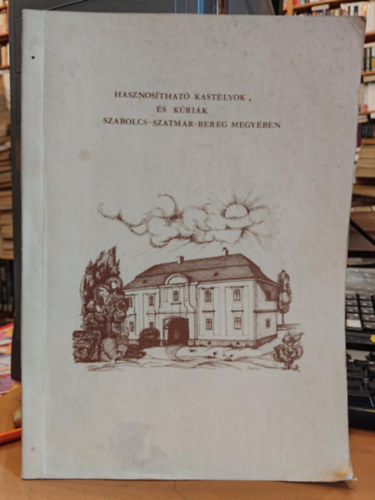 HASZNOSÍTHATÓ KASTÉLYOK,
ÉS KÚRIÁK
SZABOLCS-SZATMÁR-BEREG MEGYÉBEN